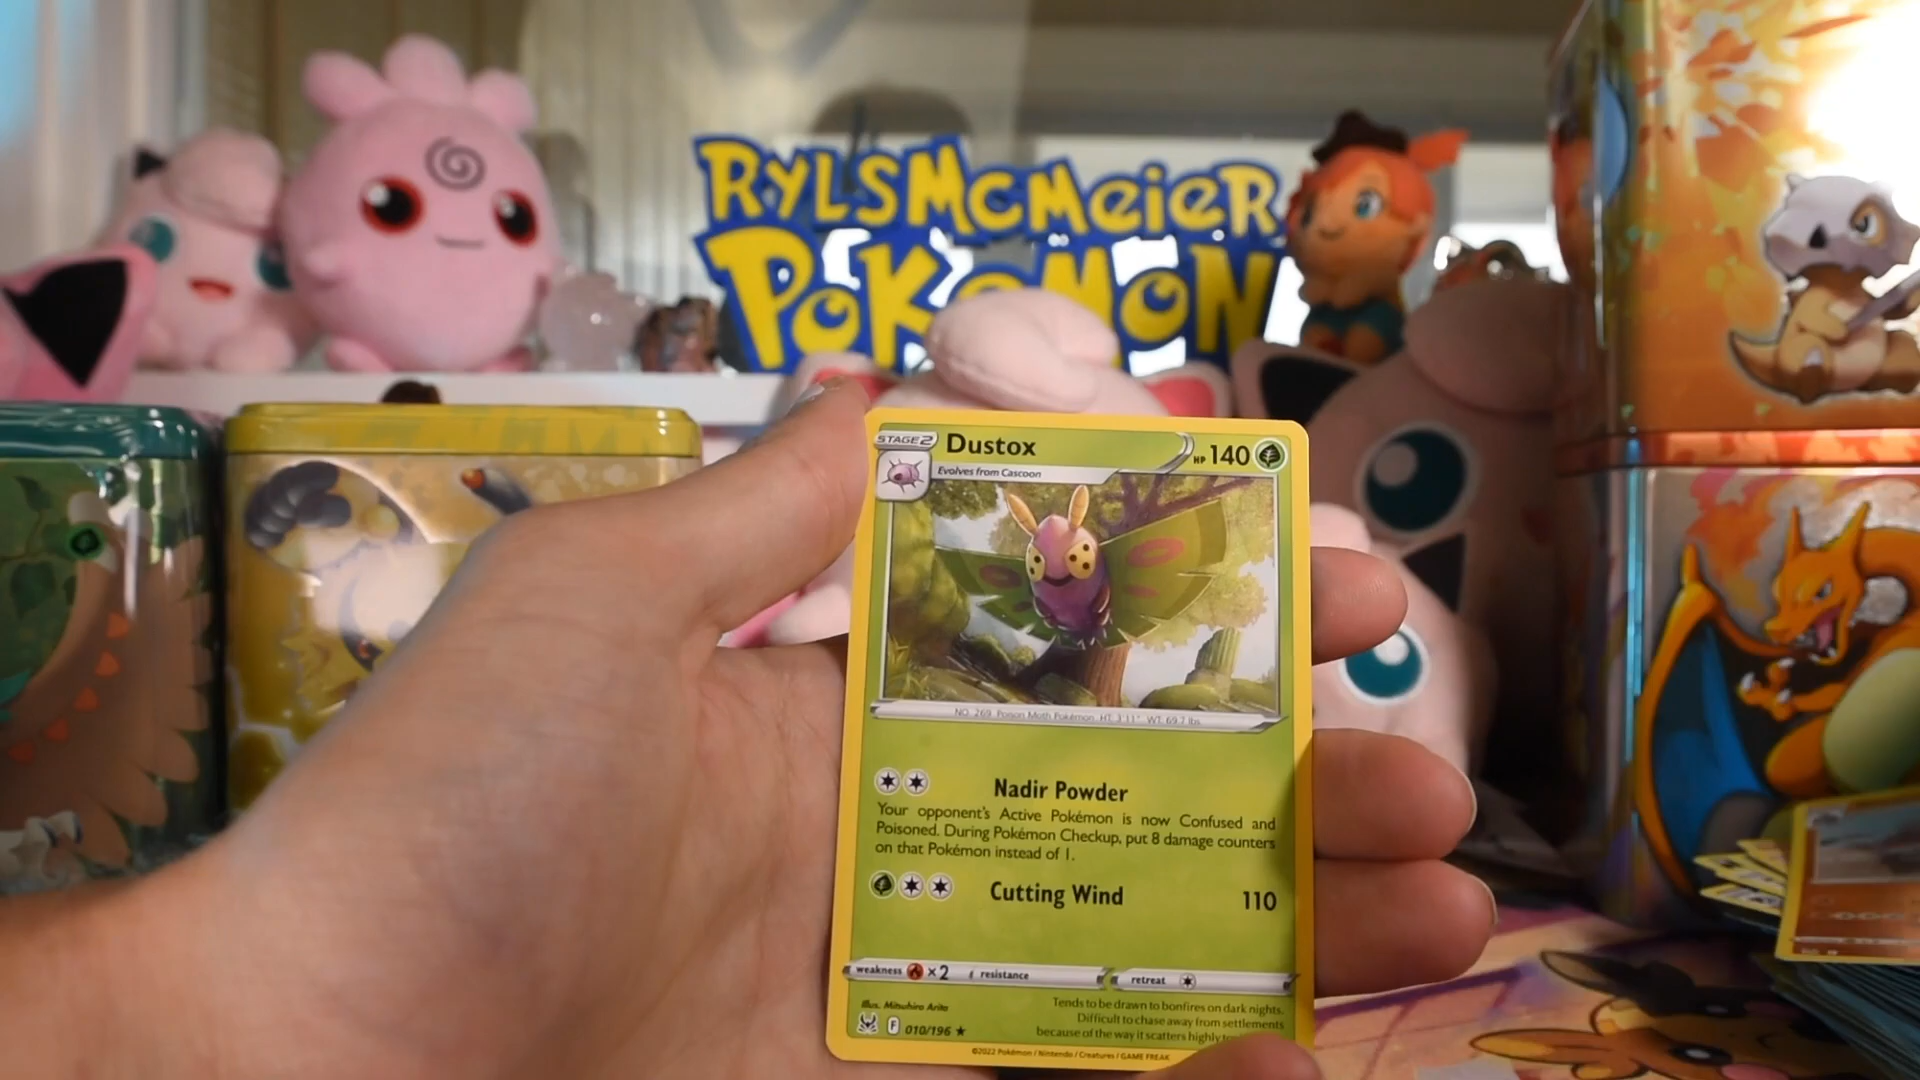 RYLSMCMEIER
POKéMON
STAGE 2
Dustox
HP 140
Evolves from Cascoon
NO. 269 Poison Moth Pokémon HT: 3'11" WT: 69.7 lbs.
Nadir Powder
Your opponent's Active Pokémon is now Confused and
Poisoned. During Pokémon Checkup, put 8 damage counters
on that Pokémon instead of 1.
Cutting Wind 110
weakness ×2 resistance retreat
Illus. Mitsuhiro Arita
Tends to be drawn to bonfires on dark nights.
Difficult to chase away from settlements
because of the way it scatters highly
F 010/196 ★
©2022 Pokémon / Nintendo / Creatures / GAME FREAK